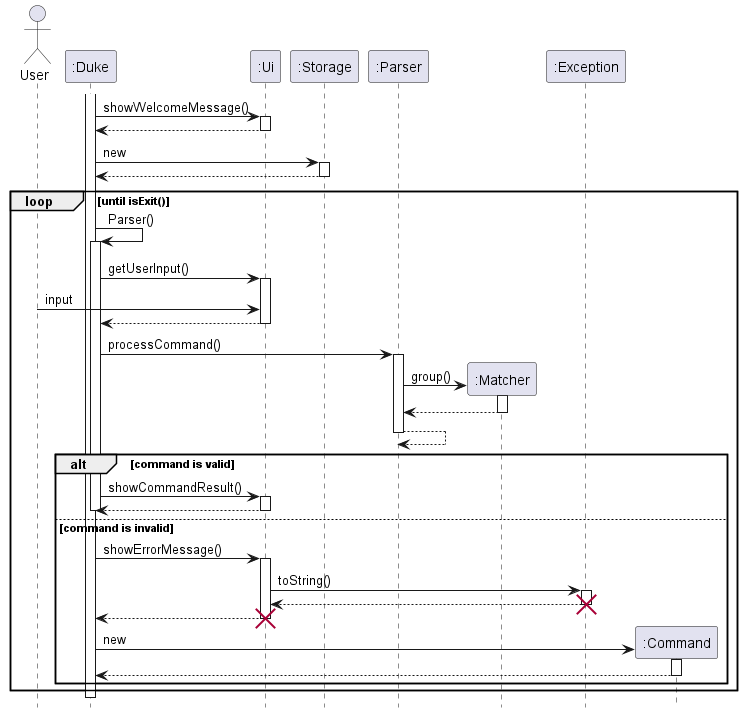 User
:Duke
:Ui
:Storage
:Parser
:Exception
showWelcomeMessage()
new
loop
[until isExit()]
Parser()
getUserInput()
input
processCommand()
group()
:Matcher
alt
[command is valid]
showCommandResult()
[command is invalid]
showErrorMessage()
toString()
new
:Command